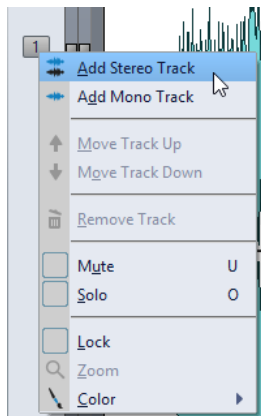 1
Add Stereo Track
Add Mono Track
Move Track Up
Move Track Down
Remove Track
Mute U
Solo O
Lock
Zoom
Color